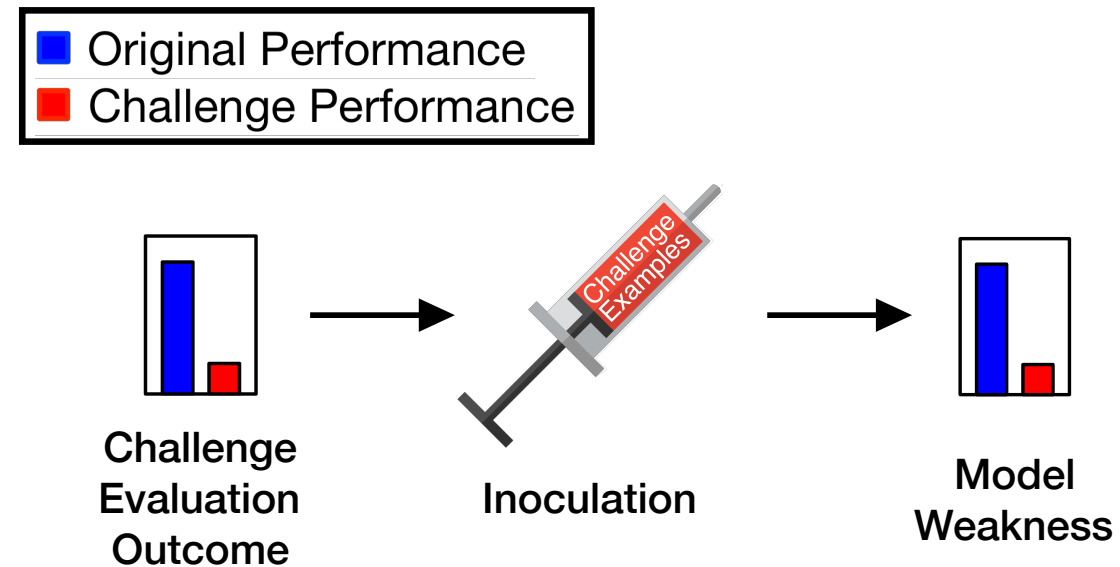 Original Performance
Challenge Performance
Challenge
Examples
Challenge
Evaluation
Outcome
Inoculation
Model
Weakness